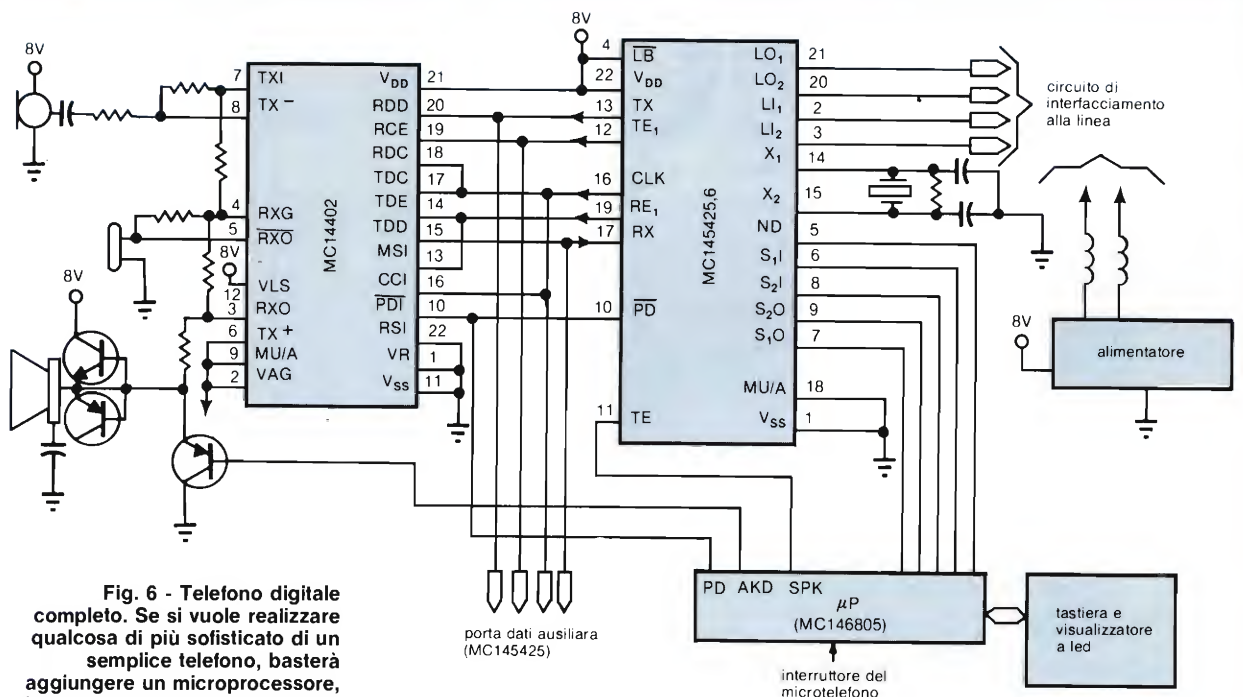 8V
7 TXI
8 TX−
4 RXG
5 RXO
8V
VLS
12
3 RXO
6 TX+
9 MU/A
2 VAG
8V
MC14402
V_DD 21
RDD 20
RCE 19
RDC 18
TDC 17
TDE 14
TDD 15
MSI 13
CCI 16
PDI 10
RSI 22
VR 1
V_SS 11
8V
4 LB
22 V_DD
13 TX
12 TE₁
16 CLK
19 RE₁
17 RX
10 PD
11 TE
MC145425,6
LO₁ 21
LO₂ 20
LI₁ 2
LI₂ 3
X₁ 14
X₂ 15
ND 5
S₁I 6
S₂I 8
S₂O 9
S₁O 7
MU/A 18
V_SS 1
circuito di
interfacciamento
alla linea
8V
alimentatore
PD AKD SPK
µP
(MC146805)
tastiera e
visualizzatore
a led
interruttore del
microtelefono
porta dati ausiliara
(MC145425)
Fig. 6 - Telefono digitale
completo. Se si vuole realizzare
qualcosa di più sofisticato di un
semplice telefono, basterà
aggiungere un microprocessore,